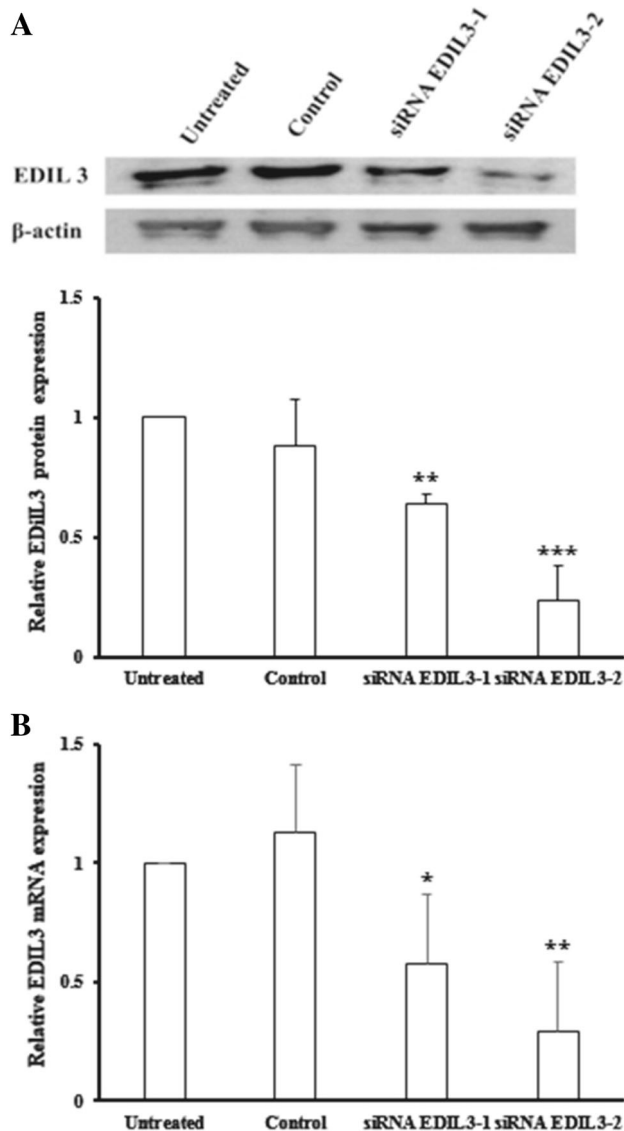 A
Untreated Control siRNA EDIL3-1 siRNA EDIL3-2
EDIL 3
β-actin
Relative EDiIL3 protein expression
1.5
1
0.5
0
**
***
Untreated Control siRNA EDIL3-1 siRNA EDIL3-2
B
Relative EDIL3 mRNA expression
1.5
1
0.5
0
*
**
Untreated Control siRNA EDIL3-1 siRNA EDIL3-2